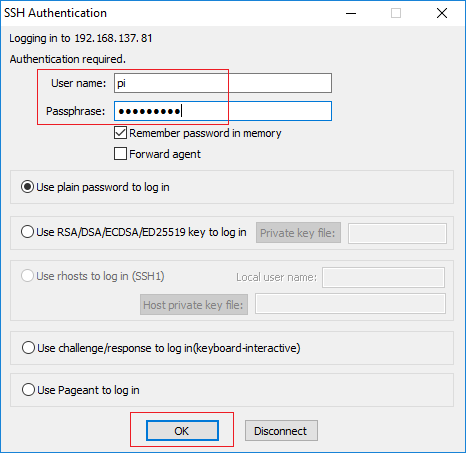 SSH Authentication
Logging in to 192.168.137.81
Authentication required.
User name: pi
Passphrase: ●●●●●●●●●
Remember password in memory
Forward agent
Use plain password to log in
Use RSA/DSA/ECDSA/ED25519 key to log in Private key file:
Use rhosts to log in (SSH1) Local user name:
Host private key file:
Use challenge/response to log in(keyboard-interactive)
Use Pageant to log in
OK Disconnect